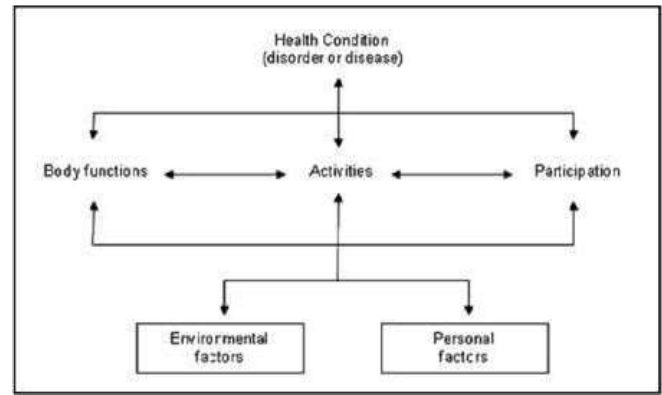 Health Condition
(disorder or disease)
Body functions
Activities
Participation
Environmental
factors
Personal
factors